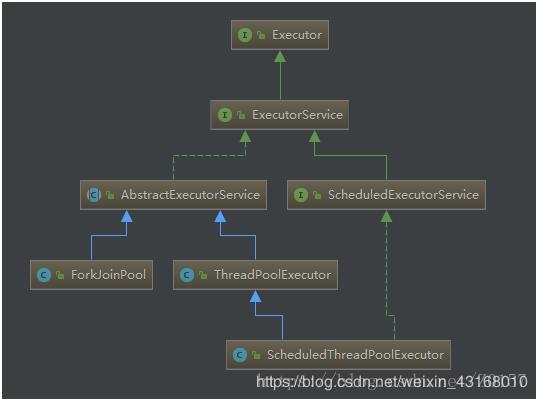 Executor
ExecutorService
AbstractExecutorService
ScheduledExecutorService
ForkJoinPool
ThreadPoolExecutor
ScheduledThreadPoolExecutor
https://blog.csdn.net/weixin_43168010